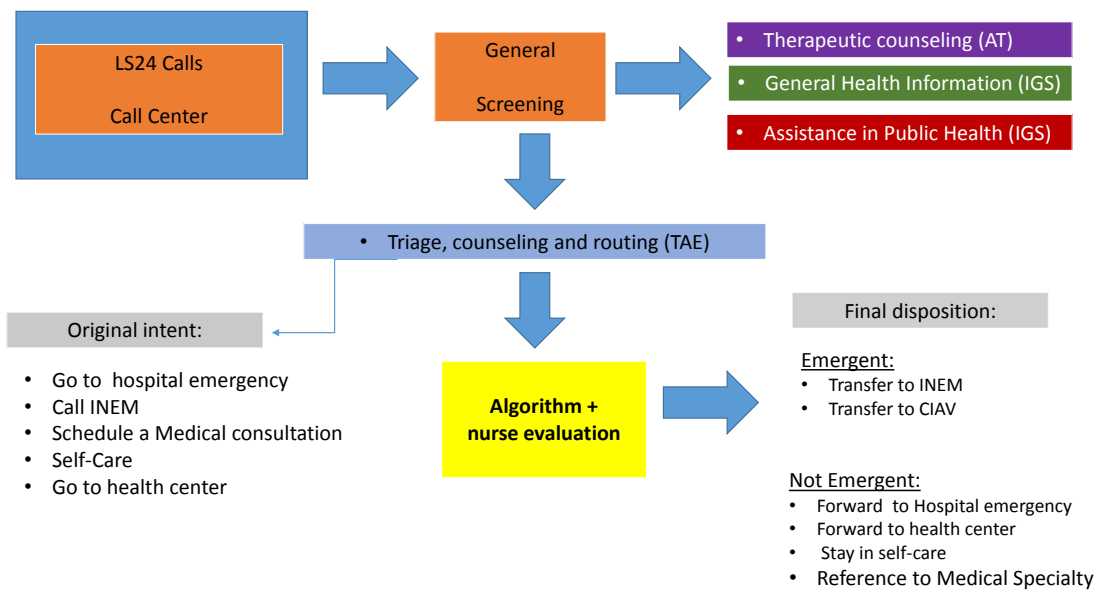 LS24 Calls
Call Center
General
Screening
• Therapeutic counseling (AT)
• General Health Information (IGS)
• Assistance in Public Health (IGS)
• Triage, counseling and routing (TAE)
Original intent:
• Go to hospital emergency
• Call INEM
• Schedule a Medical consultation
• Self-Care
• Go to health center
Algorithm +
nurse evaluation
Final disposition:
Emergent:
• Transfer to INEM
• Transfer to CIAV
Not Emergent:
• Forward to Hospital emergency
• Forward to health center
• Stay in self-care
• Reference to Medical Specialty